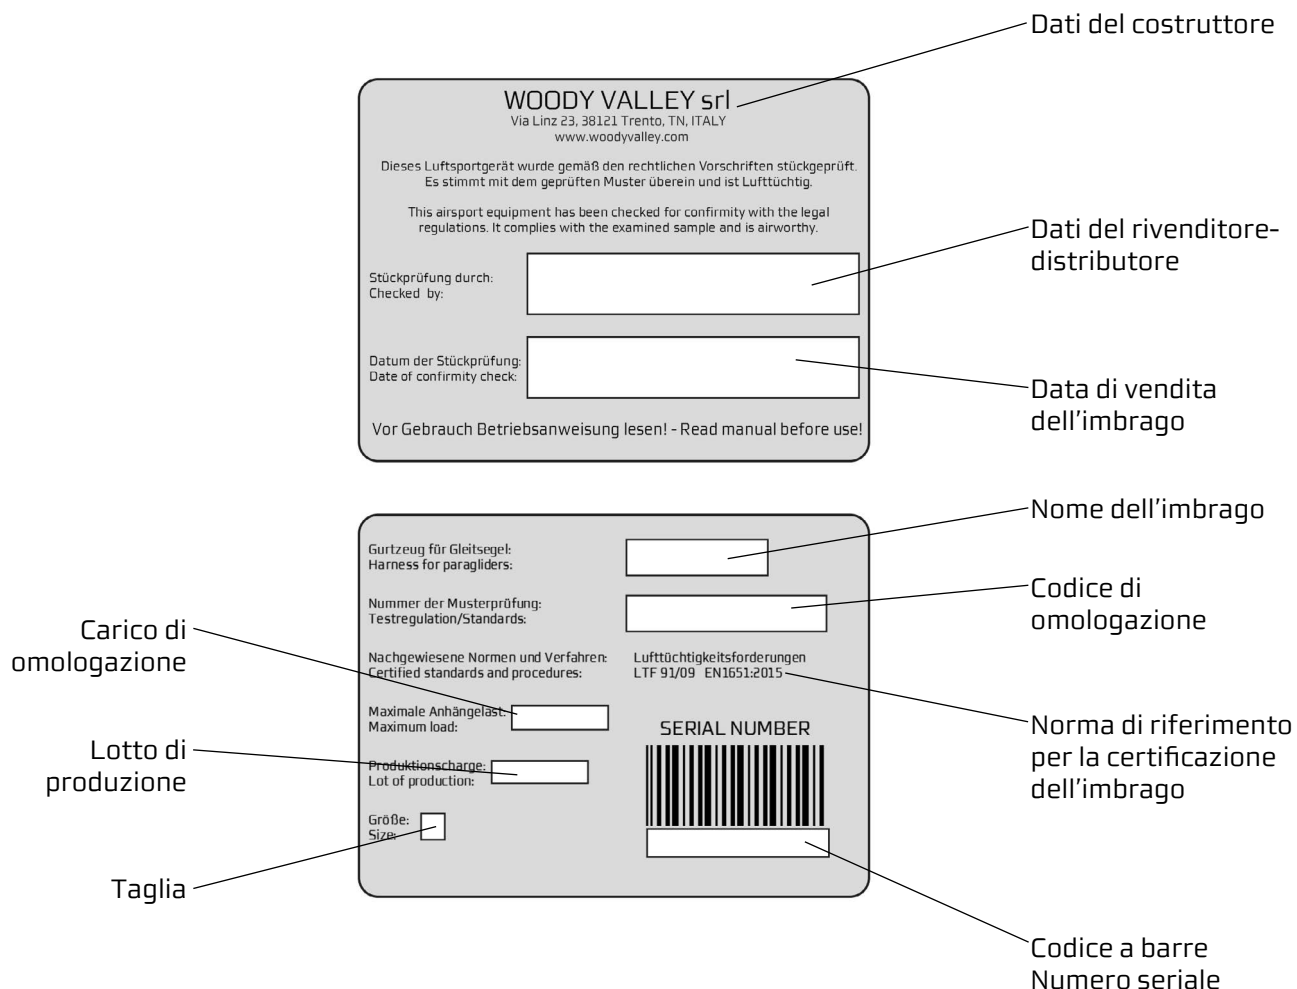 Dati del costruttore
WOODY VALLEY srl
Via Linz 23, 38121 Trento, TN, ITALY
www.woodyvalley.com
Dieses Luftsportgerät wurde gemäß den rechtlichen Vorschriften stückgeprüft.
Es stimmt mit dem geprüften Muster überein und ist Lufttüchtig.
This airsport equipment has been checked for confirmity with the legal
regulations. It complies with the examined sample and is airworthy.
Dati del rivenditore-
distributore
Stückprüfung durch:
Checked by:
Datum der Stückprüfung:
Date of confirmity check:
Data di vendita
dell'imbrago
Vor Gebrauch Betriebsanweisung lesen! - Read manual before use!
Nome dell'imbrago
Gurtzeug für Gleitsegel:
Harness for paragliders:
Codice di
omologazione
Nummer der Musterprüfung:
Testregulation/Standards:
Carico di
omologazione
Nachgewiesene Normen und Verfahren: Lufttüchtigkeitsforderungen
Certified standards and procedures: LTF 91/09 EN1651:2015
Maximale Anhängelast:
Maximum load:
SERIAL NUMBER
Norma di riferimento
per la certificazione
dell'imbrago
Lotto di
produzione
Produktionscharge:
Lot of production:
Größe:
Size:
Taglia
Codice a barre
Numero seriale